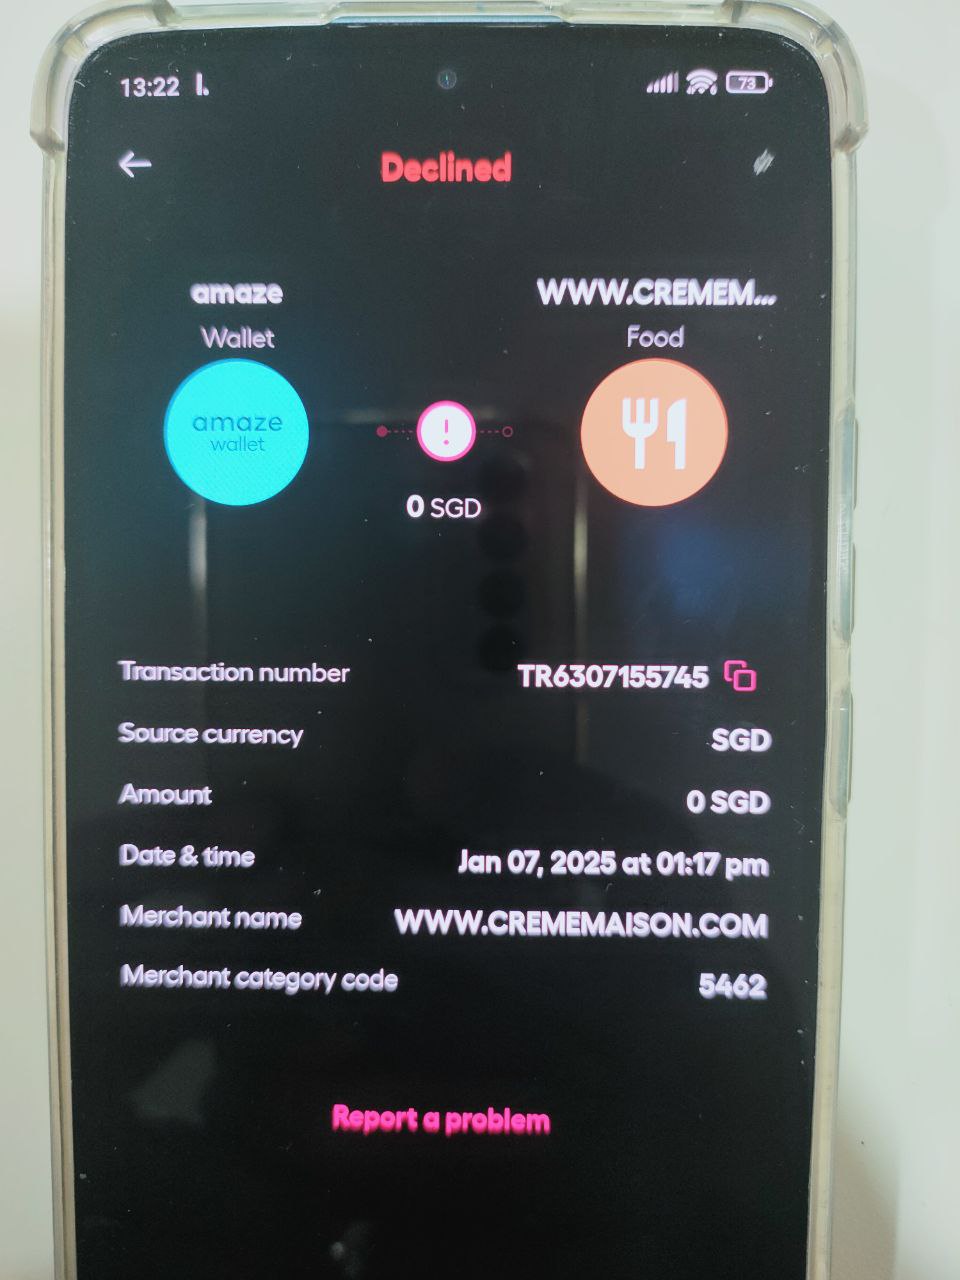 13:22
73
Declined
amaze
WWW.CREMEM...
Wallet
Food
amaze
wallet
!
0 SGD
Transaction number TR6307155745
Source currency SGD
Amount 0 SGD
Date & time Jan 07, 2025 at 01:17 pm
Merchant name WWW.CREMEMAISON.COM
Merchant category code 5462
Report a problem